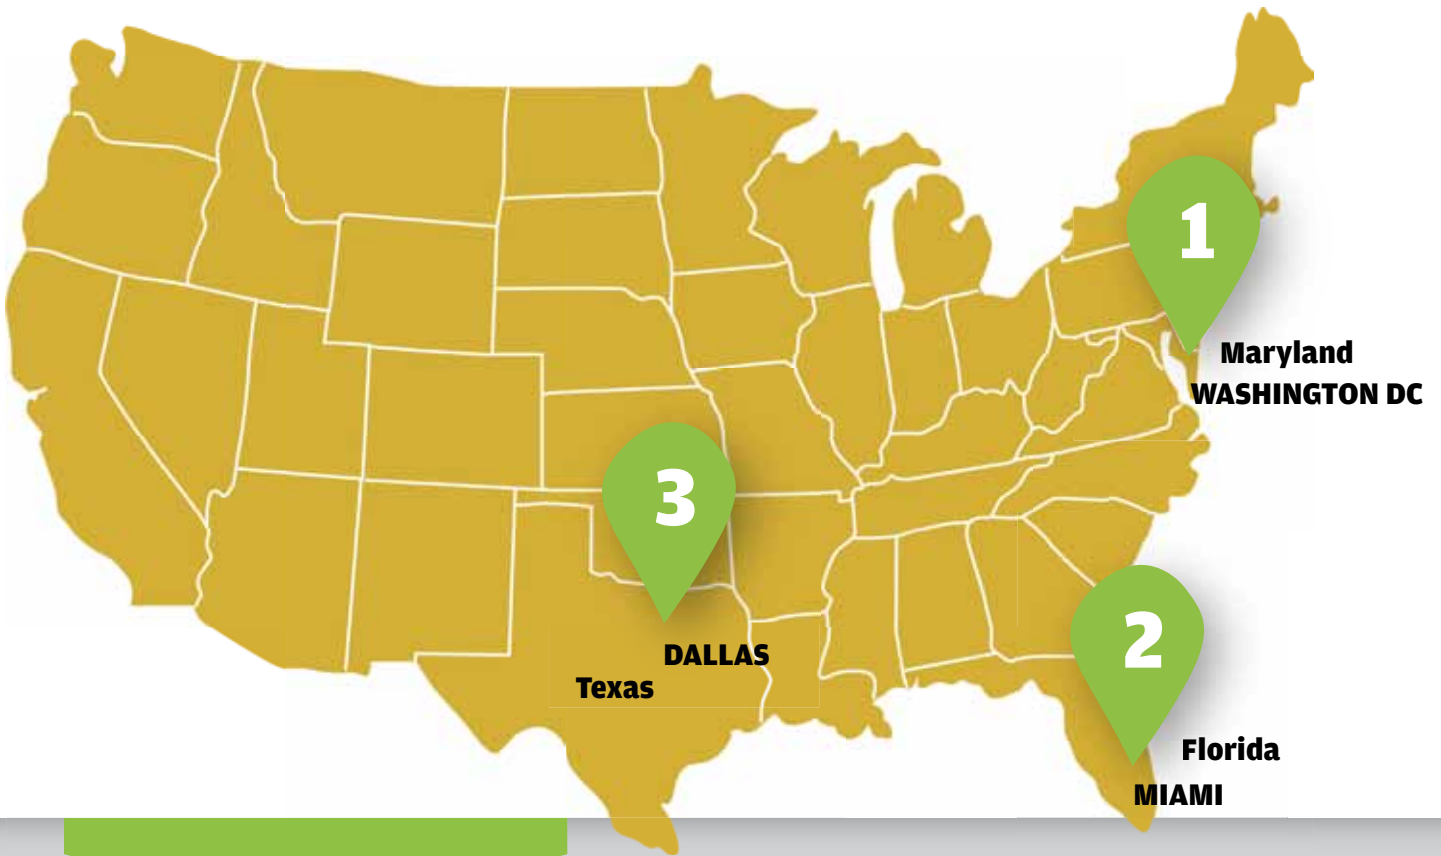 1
Maryland
WASHINGTON DC
3
DALLAS
Texas
2
Florida
MIAMI